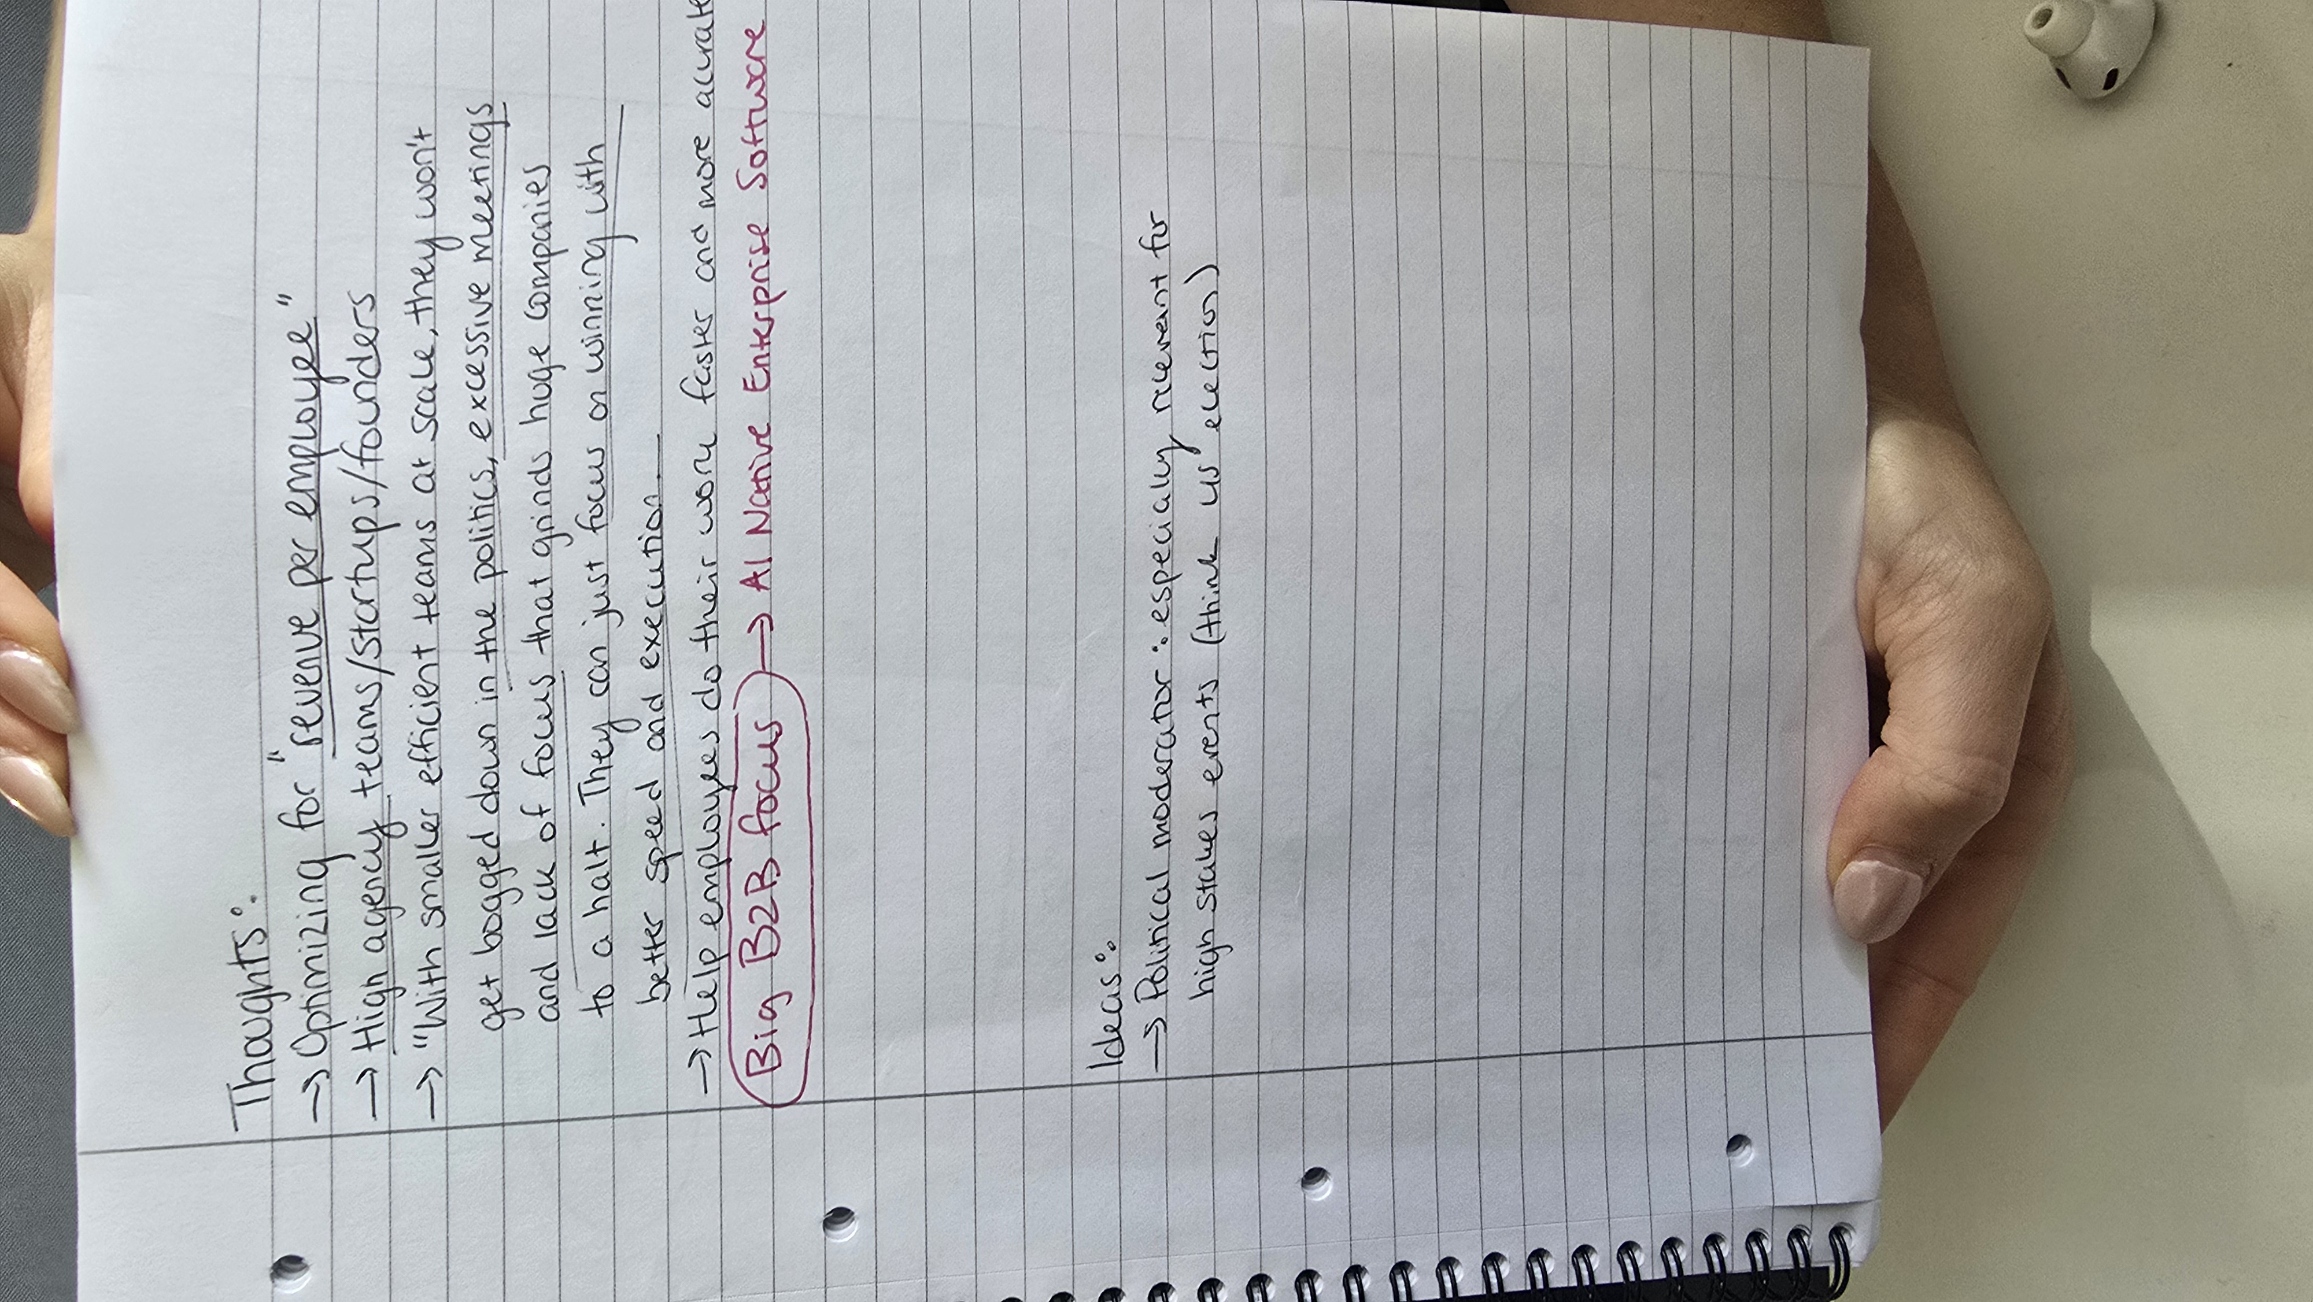 Thoughts:
→ Optimizing for "revenue per employee"
→ High agency teams/startups/founders
→ "With smaller efficient teams at scale, they won't
get bogged down in the politics, excessive meetings
and lack of focus that grinds huge companies
to a halt. They can just focus on winning with
better speed and execution.
→ Help employees do their work faster and more accurate
Big B2B focus → AI Native Enterprise Software
Ideas:
→ Political moderator: especially relevant for
high stakes events (think US election)